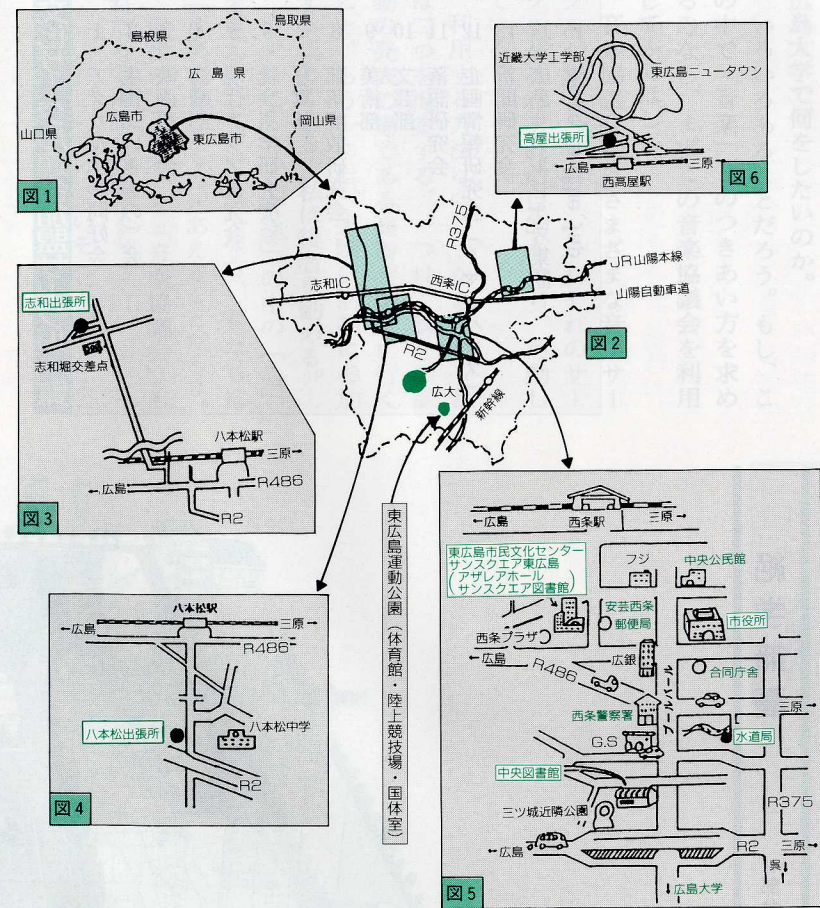 鳥取県
島根県
広島県
広島市
山口県
岡山県
東広島市
図1
近畿大学工学部
東広島ニュータウン
高屋出張所
←広島
三原→
西高屋駅
図6
R375
JR山陽本線
志和IC
西条IC
山陽自動車道
R2
図2
広大
新幹線
志和出張所
志和堀交差点
八本松駅
三原→
←広島
R486
R2
図3
東広島運動公園(体育館・陸上競技場・国体室)
八本松駅
←広島
三原→
R486
八本松出張所
八本松中学
R2
図4
←広島
西条駅
三原→
東広島市民文化センター
サンスクエア東広島
(アザレアホール
サンスクエア図書館)
フジ
中央公民館
安芸西条
郵便局
市役所
西条プラザ
←広島
広銀
R486
合同庁舎
ブールバール
三原→
西条警察署
G.S
水道局
中央図書館
三ツ城近隣公園
R375
←広島
R2
三原→
呉↓
↓広島大学
図5